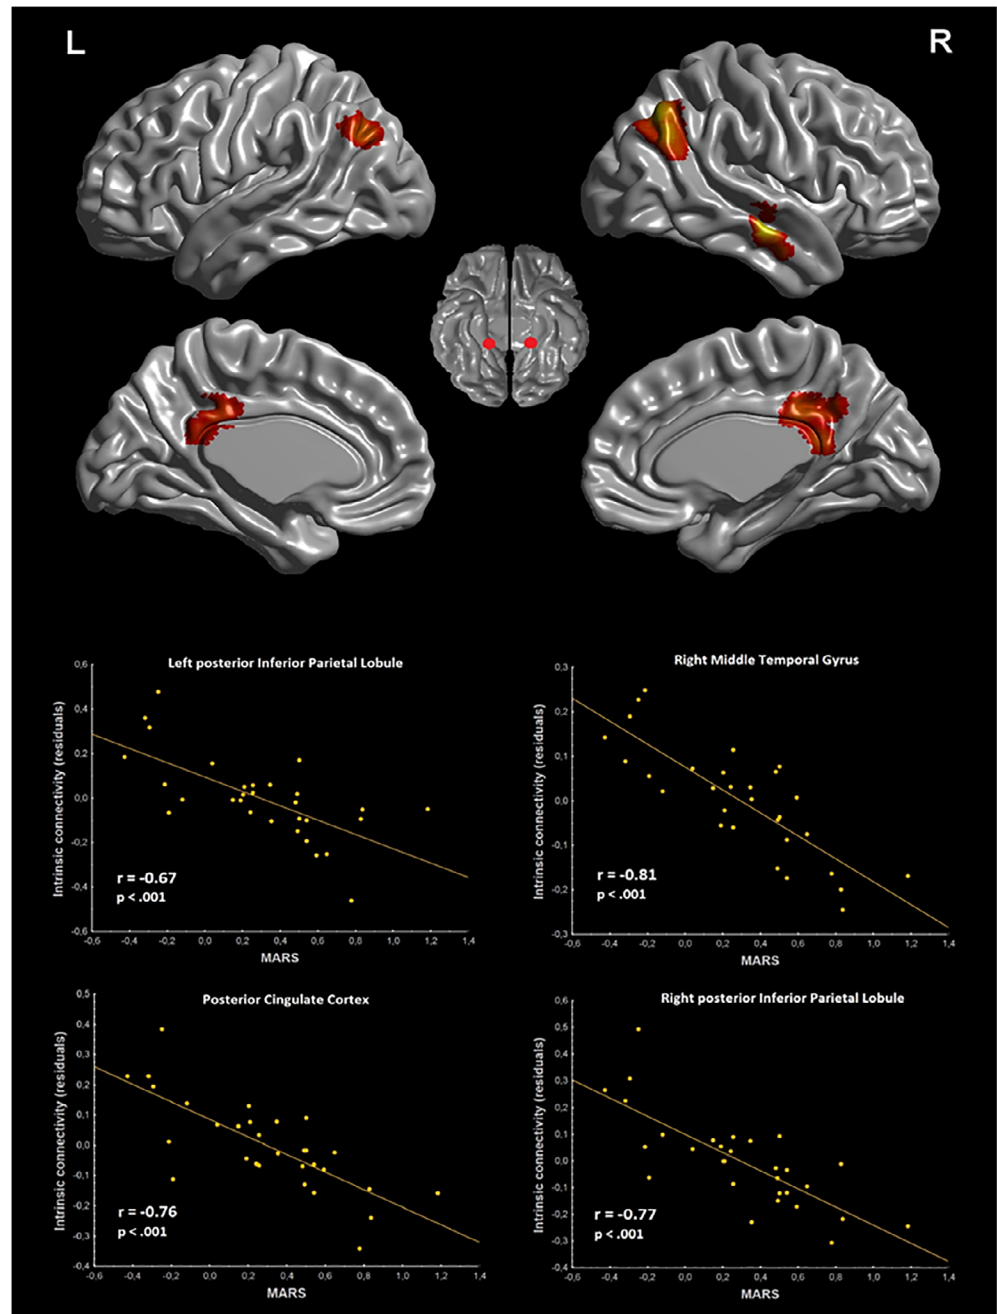 L
R
Left posterior Inferior Parietal Lobule
Intrinsic connectivity (residuals)
0,6
0,4
0,2
0,0
-0,2
-0,4
-0,6
r = -0.67
p < .001
-0,6 -0,4 -0,2 0,0 0,2 0,4 0,6 0,8 1,0 1,2 1,4
MARS
Right Middle Temporal Gyrus
Intrinsic connectivity (residuals)
0,3
0,2
0,1
0,0
-0,1
-0,2
-0,3
r = -0.81
p < .001
-0,6 -0,4 -0,2 0,0 0,2 0,4 0,6 0,8 1,0 1,2 1,4
MARS
Posterior Cingulate Cortex
Intrinsic connectivity (residuals)
0,5
0,4
0,3
0,2
0,1
0,0
-0,1
-0,2
-0,3
-0,4
r = -0.76
p < .001
-0,6 -0,4 -0,2 0,0 0,2 0,4 0,6 0,8 1,0 1,2 1,4
MARS
Right posterior Inferior Parietal Lobule
Intrinsic connectivity (residuals)
0,6
0,5
0,4
0,3
0,2
0,1
0,0
-0,1
-0,2
-0,3
-0,4
r = -0.77
p < .001
-0,6 -0,4 -0,2 0,0 0,2 0,4 0,6 0,8 1,0 1,2 1,4
MARS